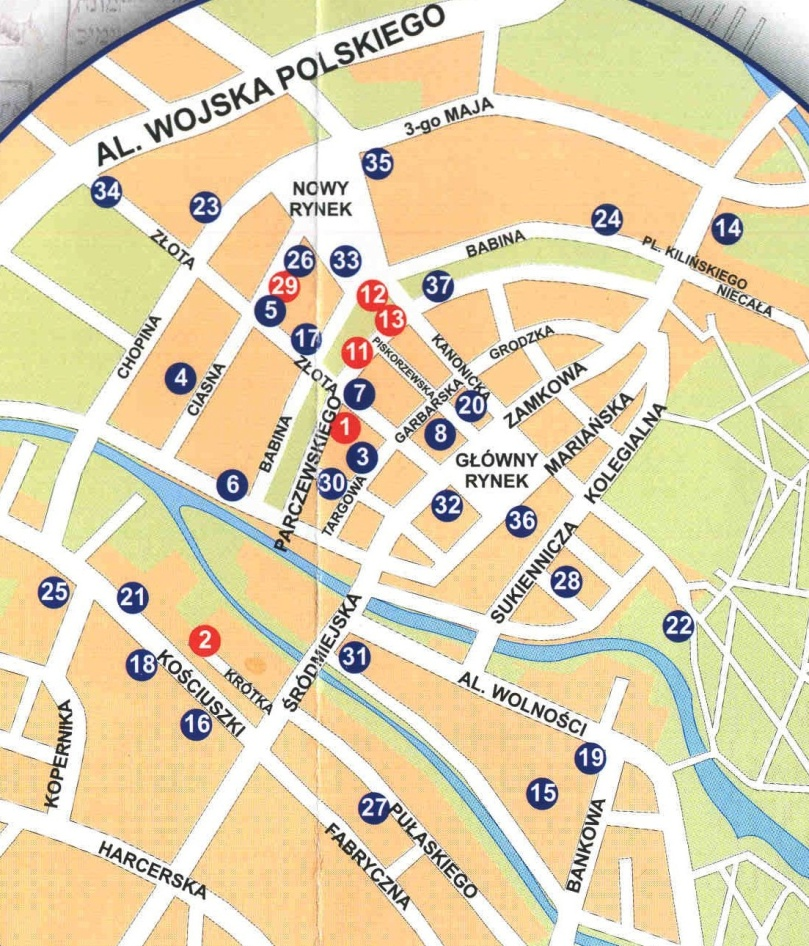 AL. WOJSKA POLSKIEGO
3-go MAJA
35
NOWY
RYNEK
34
23
24
14
ZŁOTA
BABINA
PL. KILIŃSKIEGO
NIECAŁA
26
33
29
12
37
5
13
17
CHOPINA
11
PISKORZEWSKA
KANONICKA
GRODZKA
4
CIASNA
ZŁOTA
7
GARBARSKA
20
ZAMKOWA
1
8
MARIAŃSKA
BABINA
PARCZEWSKIEGO
3
GŁÓWNY
RYNEK
KOLEGIALNA
6
30
TARGOWA
32
36
SUKIENNICZA
28
25
21
22
2
ŚRÓDMIEJSKA
18
KOŚCIUSZKI
KRÓTKA
31
AL. WOLNOŚCI
16
KOPERNIKA
19
15
27
PUŁASKIEGO
BANKOWA
FABRYCZNA
HARCERSKA